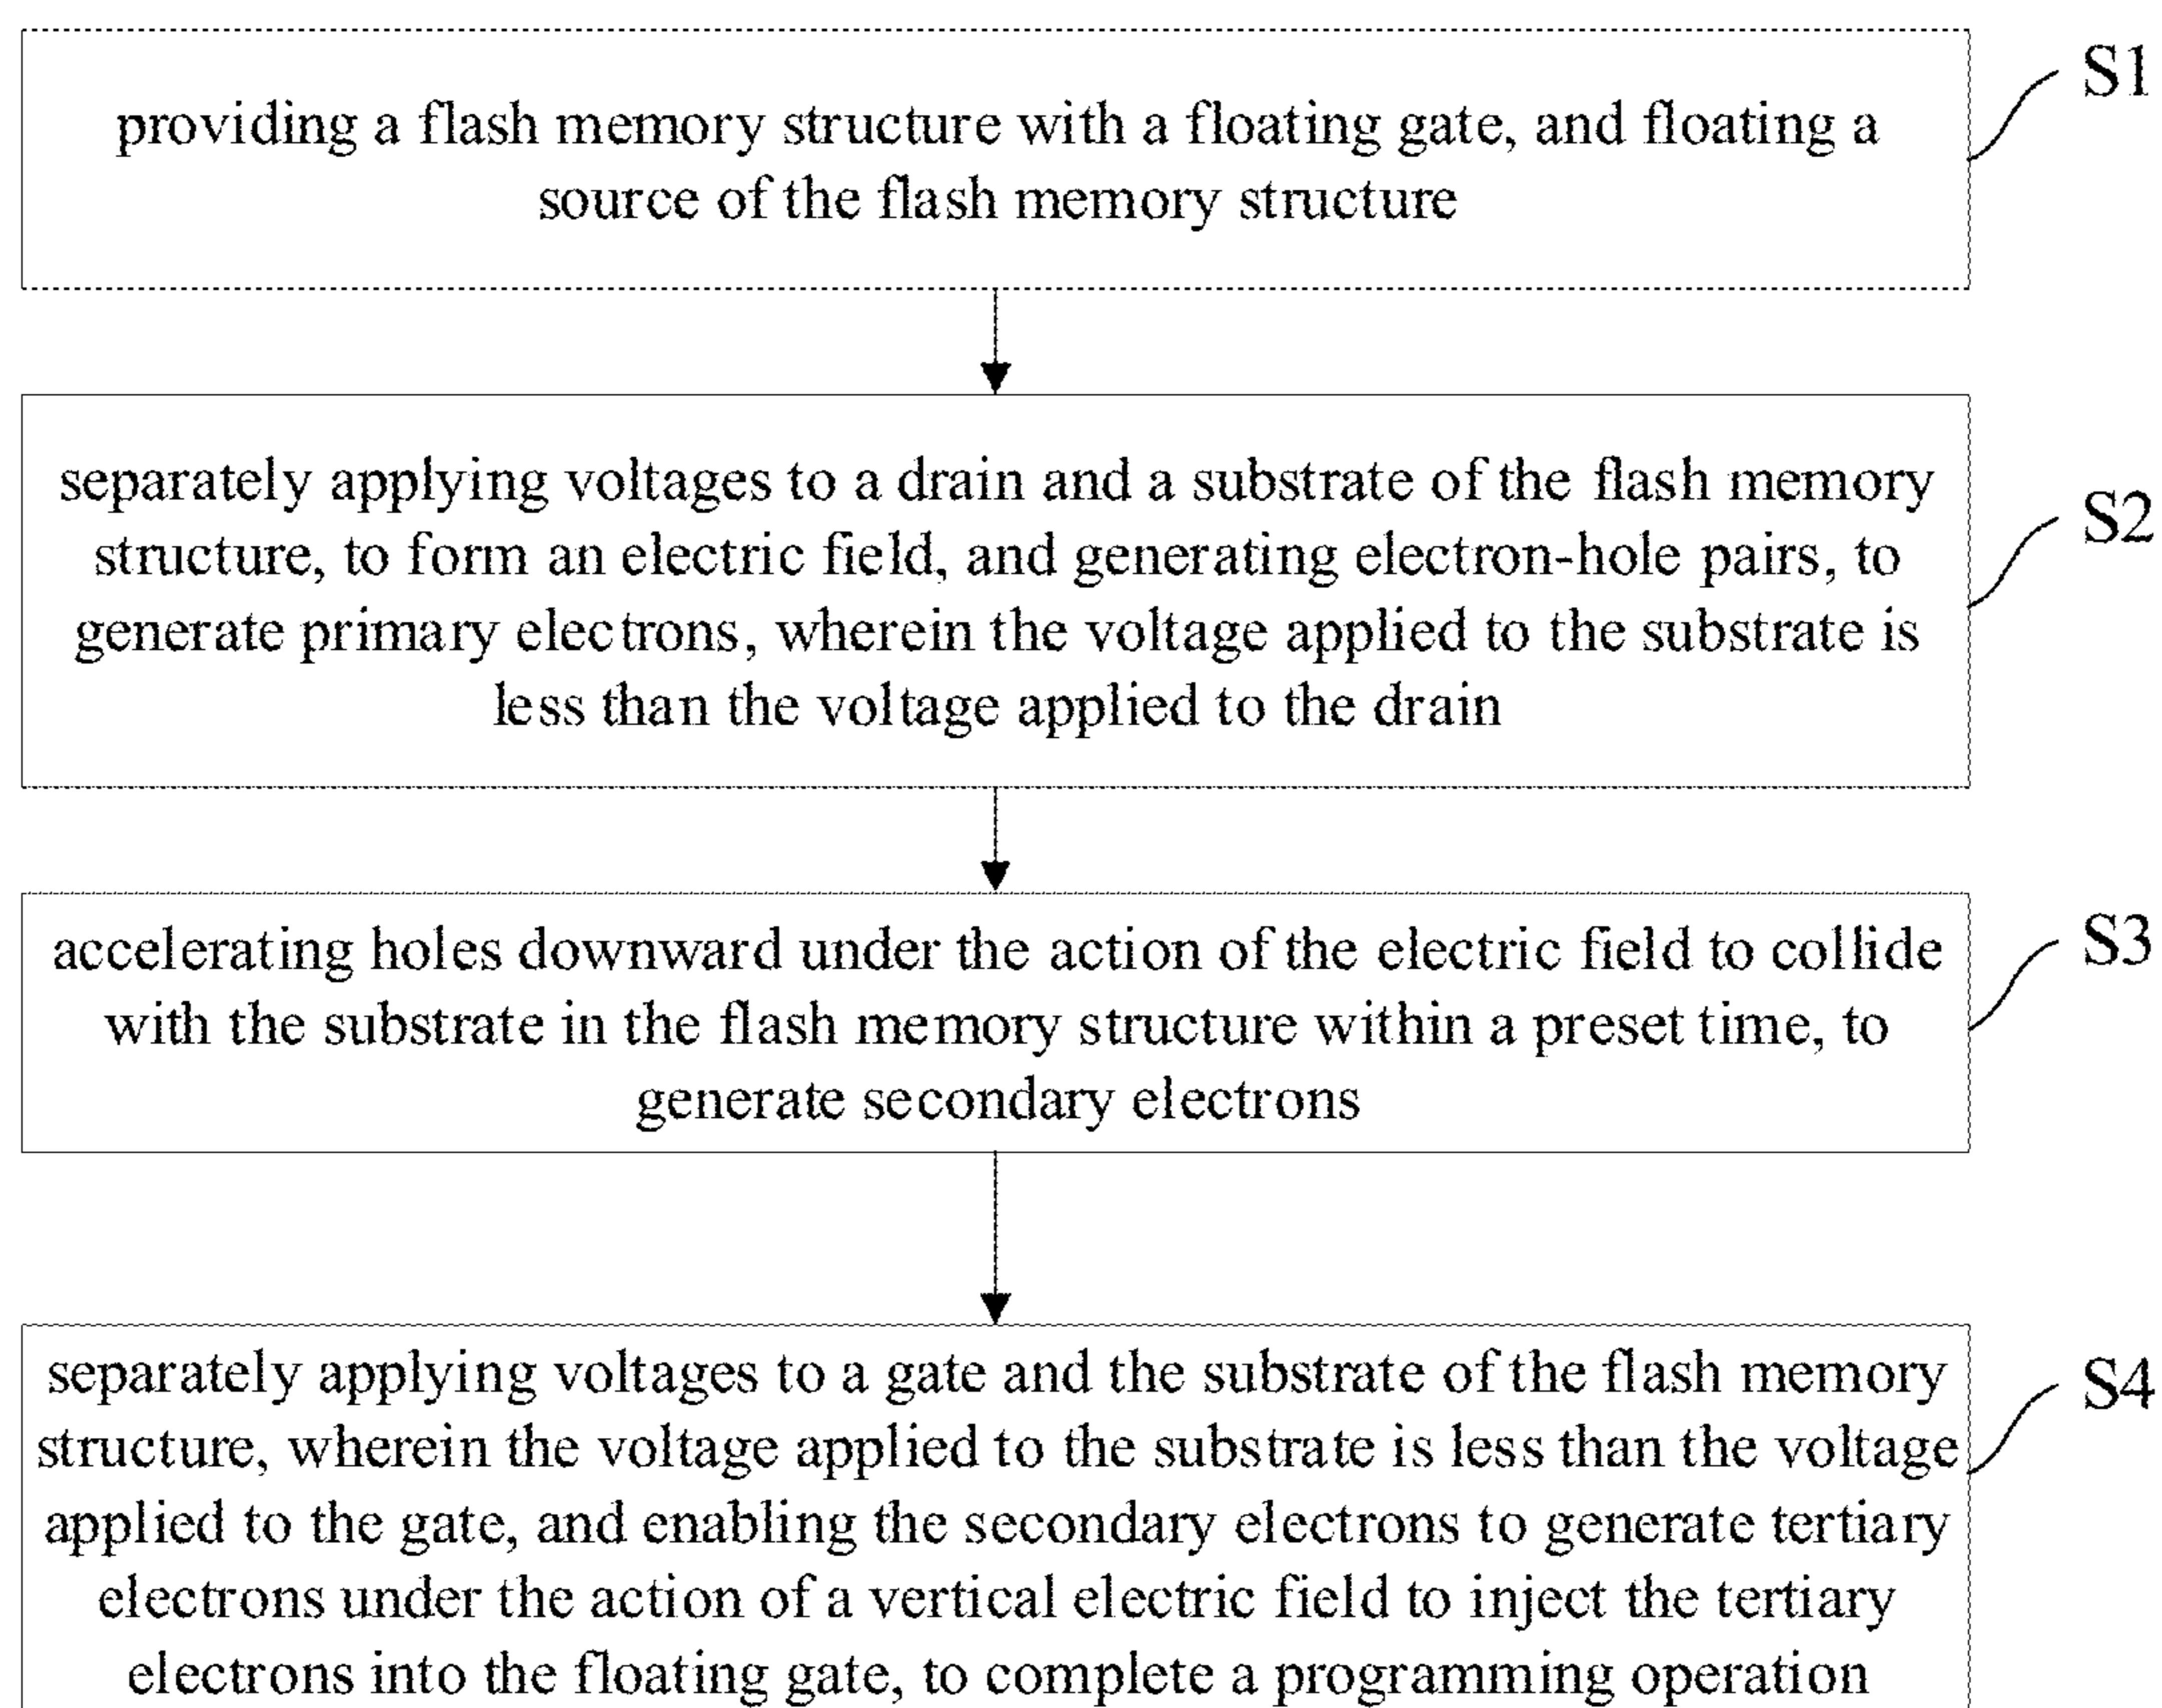 providing a flash memory structure with a floating gate, and floating a
source of the flash memory structure
S1
separately applying voltages to a drain and a substrate of the flash memory
structure, to form an electric field, and generating electron-hole pairs, to
generate primary electrons, wherein the voltage applied to the substrate is
less than the voltage applied to the drain
S2
accelerating holes downward under the action of the electric field to collide
with the substrate in the flash memory structure within a preset time, to
generate secondary electrons
S3
separately applying voltages to a gate and the substrate of the flash memory
structure, wherein the voltage applied to the substrate is less than the voltage
applied to the gate, and enabling the secondary electrons to generate tertiary
electrons under the action of a vertical electric field to inject the tertiary
electrons into the floating gate, to complete a programming operation
S4